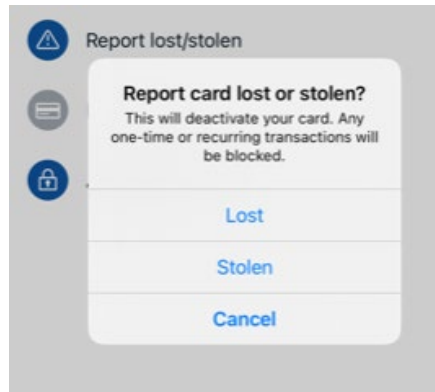 Report lost/stolen
Report card lost or stolen?
This will deactivate your card. Any
one-time or recurring transactions will
be blocked.
Lost
Stolen
Cancel